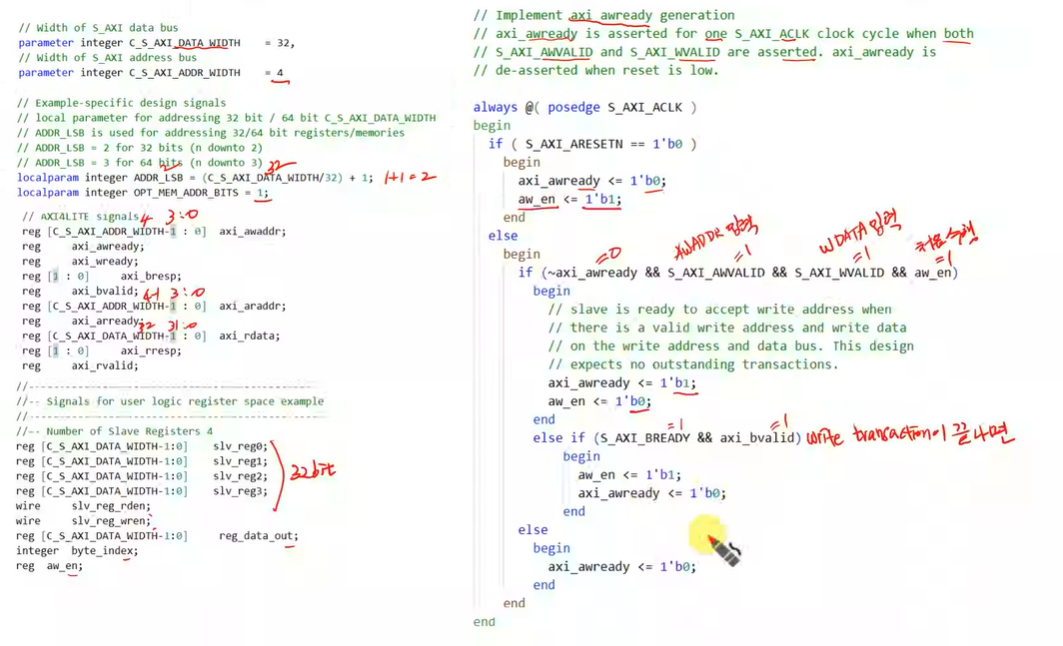 // Width of S_AXI data bus
parameter integer C_S_AXI_DATA_WIDTH = 32,
// Width of S_AXI address bus
parameter integer C_S_AXI_ADDR_WIDTH = 4
// Example-specific design signals
// local parameter for addressing 32 bit / 64 bit C_S_AXI_DATA_WIDTH
// ADDR_LSB is used for addressing 32/64 bit registers/memories
// ADDR_LSB = 2 for 32 bits (n downto 2)
// ADDR_LSB = 3 for 64 bits (n downto 3)
2 32
localparam integer ADDR_LSB = (C_S_AXI_DATA_WIDTH/32) + 1; 1+1=2
localparam integer OPT_MEM_ADDR_BITS = 1;
// AXI4LITE signals
4 3:0
reg [C_S_AXI_ADDR_WIDTH-1 : 0] axi_awaddr;
reg axi_awready;
reg axi_wready;
reg [1 : 0] axi_bresp;
reg axi_bvalid;
4-1 3:0
reg [C_S_AXI_ADDR_WIDTH-1 : 0] axi_araddr;
reg axi_arready;
32 31:0
reg [C_S_AXI_DATA_WIDTH-1 : 0] axi_rdata;
reg [1 : 0] axi_rresp;
reg axi_rvalid;
//----------------------------------------------
//-- Signals for user logic register space example
//------------------------------------------------
//-- Number of Slave Registers 4
reg [C_S_AXI_DATA_WIDTH-1:0] slv_reg0;
reg [C_S_AXI_DATA_WIDTH-1:0] slv_reg1;
reg [C_S_AXI_DATA_WIDTH-1:0] slv_reg2;
reg [C_S_AXI_DATA_WIDTH-1:0] slv_reg3;
32bit
wire slv_reg_rden;
wire slv_reg_wren;
reg [C_S_AXI_DATA_WIDTH-1:0] reg_data_out;
integer byte_index;
reg aw_en;
// Implement axi_awready generation
// axi_awready is asserted for one S_AXI_ACLK clock cycle when both
// S_AXI_AWVALID and S_AXI_WVALID are asserted. axi_awready is
// de-asserted when reset is low.
always @( posedge S_AXI_ACLK )
begin
if ( S_AXI_ARESETN == 1'b0 )
begin
axi_awready <= 1'b0;
aw_en <= 1'b1;
end
else
begin
AWADDR 입력 WDATA 입력 처음 수행
=0 =1 =1 =1
if (~axi_awready && S_AXI_AWVALID && S_AXI_WVALID && aw_en)
begin
// slave is ready to accept write address when
// there is a valid write address and write data
// on the write address and data bus. This design
// expects no outstanding transactions.
axi_awready <= 1'b1;
aw_en <= 1'b0;
end
=1 =1
else if (S_AXI_BREADY && axi_bvalid) write transaction이 끝나면
begin
aw_en <= 1'b1;
axi_awready <= 1'b0;
end
else
begin
axi_awready <= 1'b0;
end
end
end